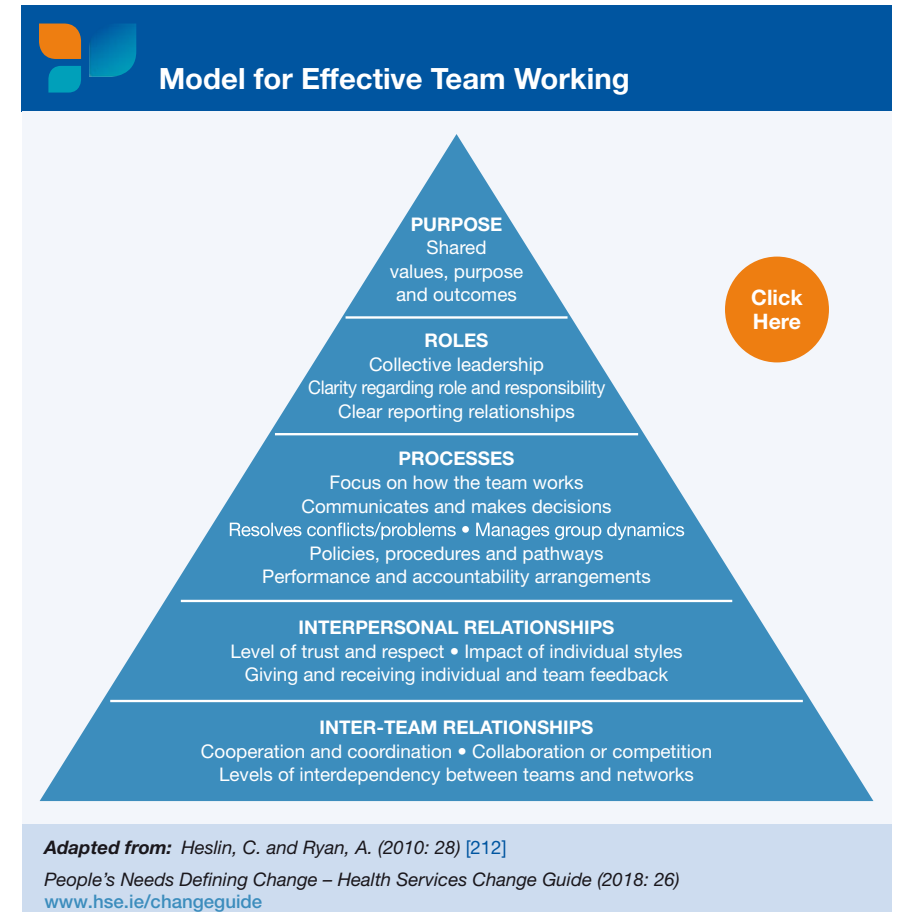 Model for Effective Team Working
PURPOSE
Shared
values, purpose
and outcomes
Click
Here
ROLES
Collective leadership
Clarity regarding role and responsibility
Clear reporting relationships
PROCESSES
Focus on how the team works
Communicates and makes decisions
Resolves conflicts/problems • Manages group dynamics
Policies, procedures and pathways
Performance and accountability arrangements
INTERPERSONAL RELATIONSHIPS
Level of trust and respect • Impact of individual styles
Giving and receiving individual and team feedback
INTER-TEAM RELATIONSHIPS
Cooperation and coordination • Collaboration or competition
Levels of interdependency between teams and networks
Adapted from: Heslin, C. and Ryan, A. (2010: 28) [212]
People’s Needs Defining Change – Health Services Change Guide (2018: 26)
www.hse.ie/changeguide